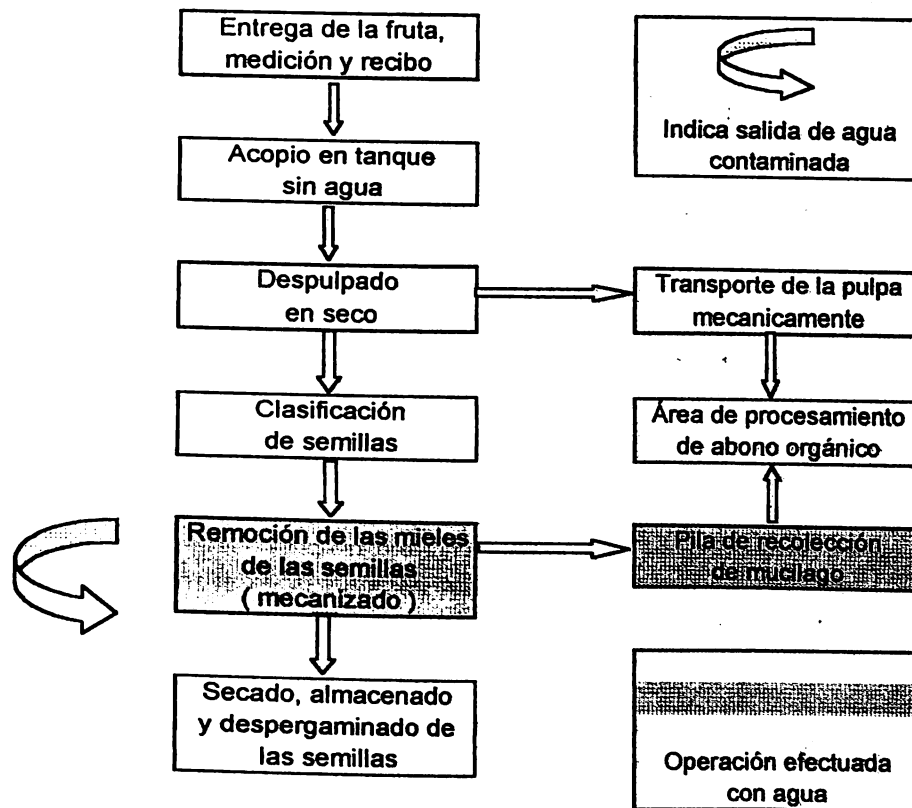 Entrega de la fruta,
medición y recibo
Indica salida de agua
contaminada
Acopio en tanque
sin agua
Despulpado
en seco
Transporte de la pulpa
mecanicamente
Clasificación
de semillas
Área de procesamiento
de abono orgánico
Remoción de las mieles
de las semillas
( mecanizado )
Pila de recolección
de mucilago
Secado, almacenado
y despergaminado de
las semillas
Operación efectuada
con agua